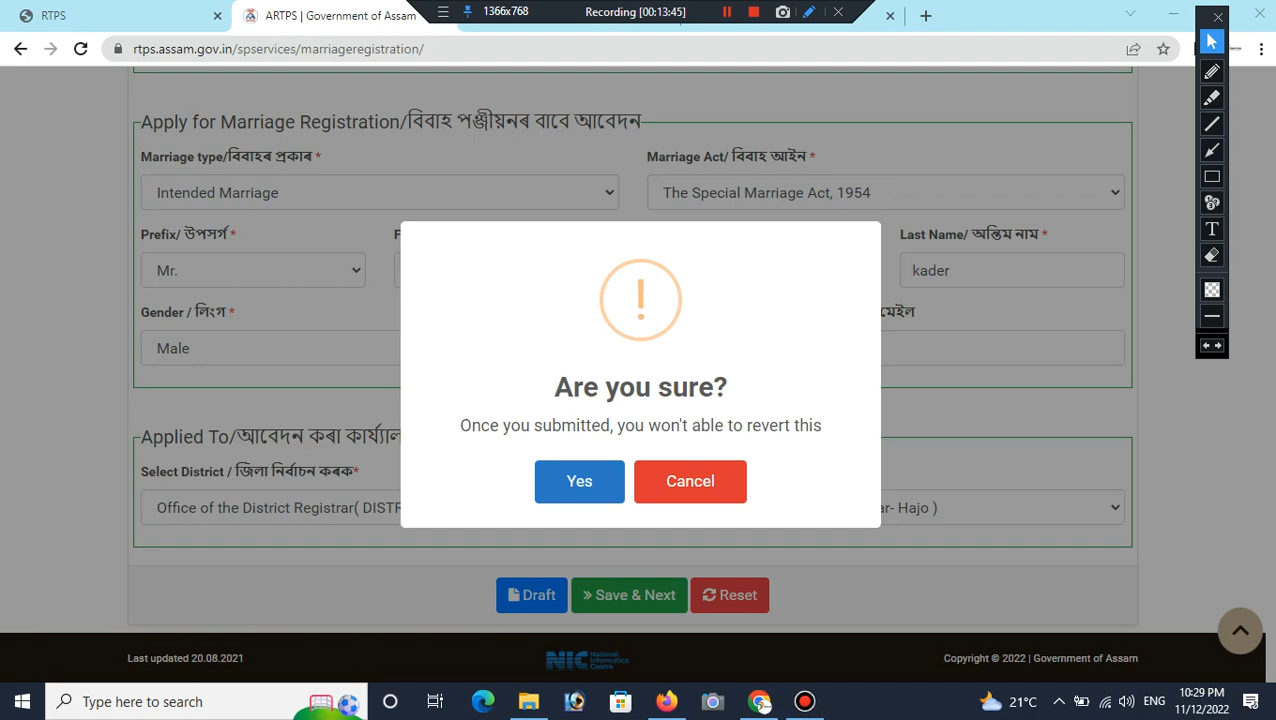 RTPS
ARTPS | Government of Assam
1366x768
Recording [00:13:45]
rtps.assam.gov.in/spservices/marriageregistration/
Apply for Marriage Registration/বিবাহ পঞ্জীয়নৰ বাবে আবেদন
Marriage type/বিবাহৰ প্ৰকাৰ *
Marriage Act/ বিবাহ আইন *
Intended Marriage
The Special Marriage Act, 1954
Prefix/ উপসৰ্গ *
F
Last Name/ অন্তিম নাম *
Mr.
kader
Gender / লিংগ *
মেইল
Male
Are you sure?
Once you submitted, you won't able to revert this
Yes
Cancel
Applied To/আবেদন কৰা কাৰ্য্যাল
Select District / জিলা নিৰ্বাচন কৰক*
Office of the District Registrar( DISTR
ar- Hajo )
Draft
Save & Next
Reset
Last updated 20.08.2021
NIC National Informatics Centre
Government of Assam
Type here to search
21°C
ENG
10:29 PM
11/12/2022